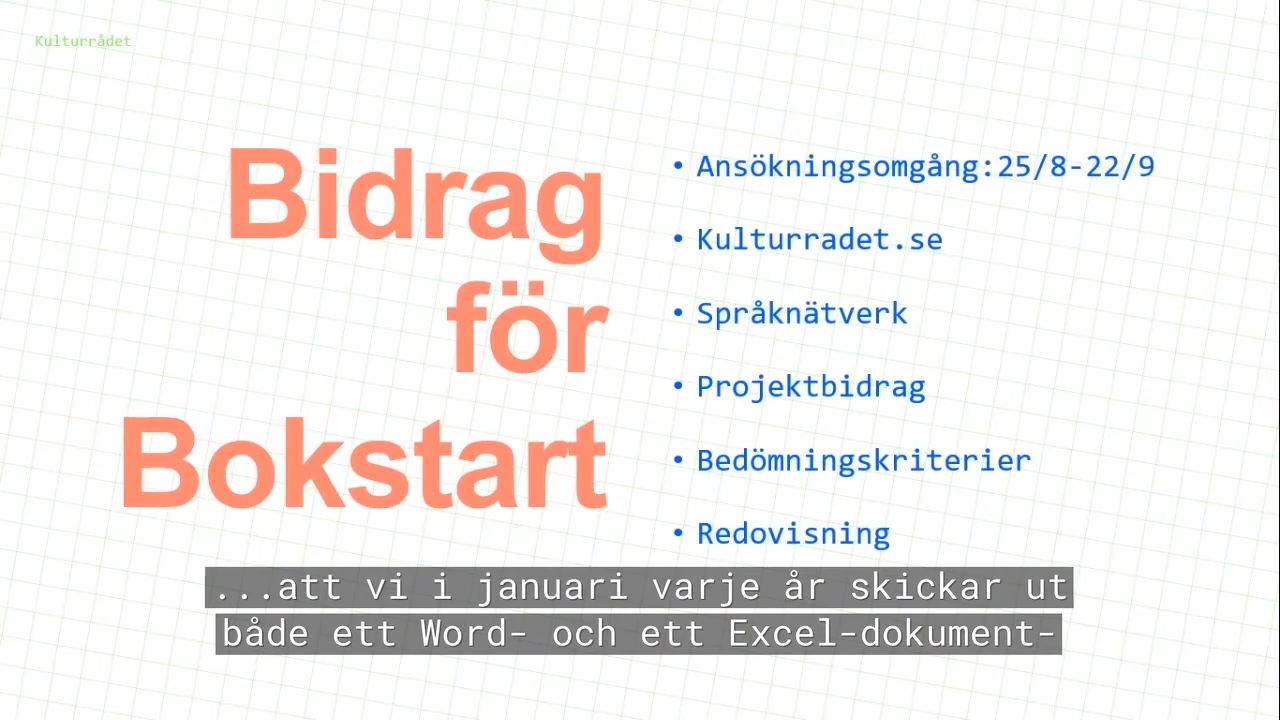 Kulturrådet
Bidrag
för
Bokstart
• Ansökningsomgång:25/8-22/9
• Kulturradet.se
• Språknätverk
• Projektbidrag
• Bedömningskriterier
• Redovisning
...att vi i januari varje år skickar ut
både ett Word- och ett Excel-dokument-